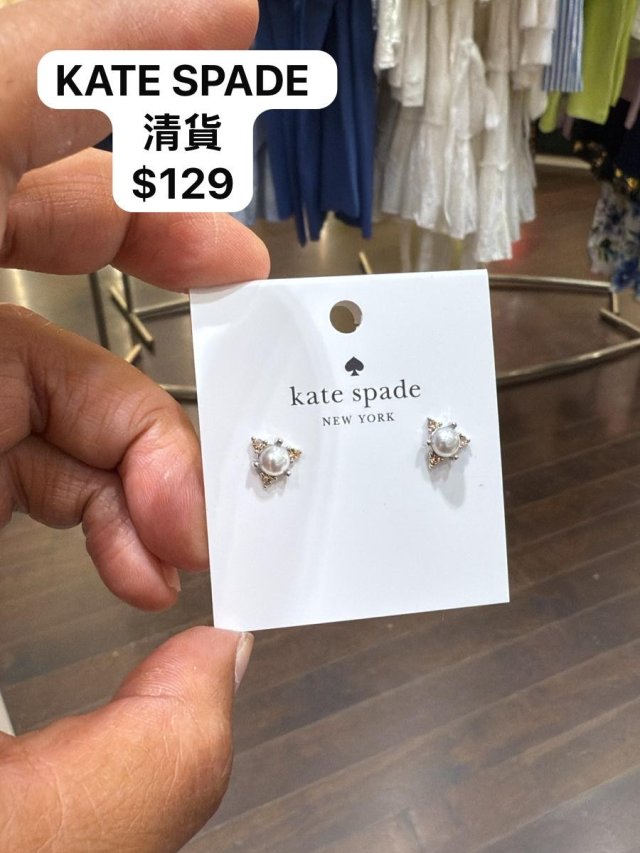 KATE SPADE
清貨
$129
kate spade
NEW YORK